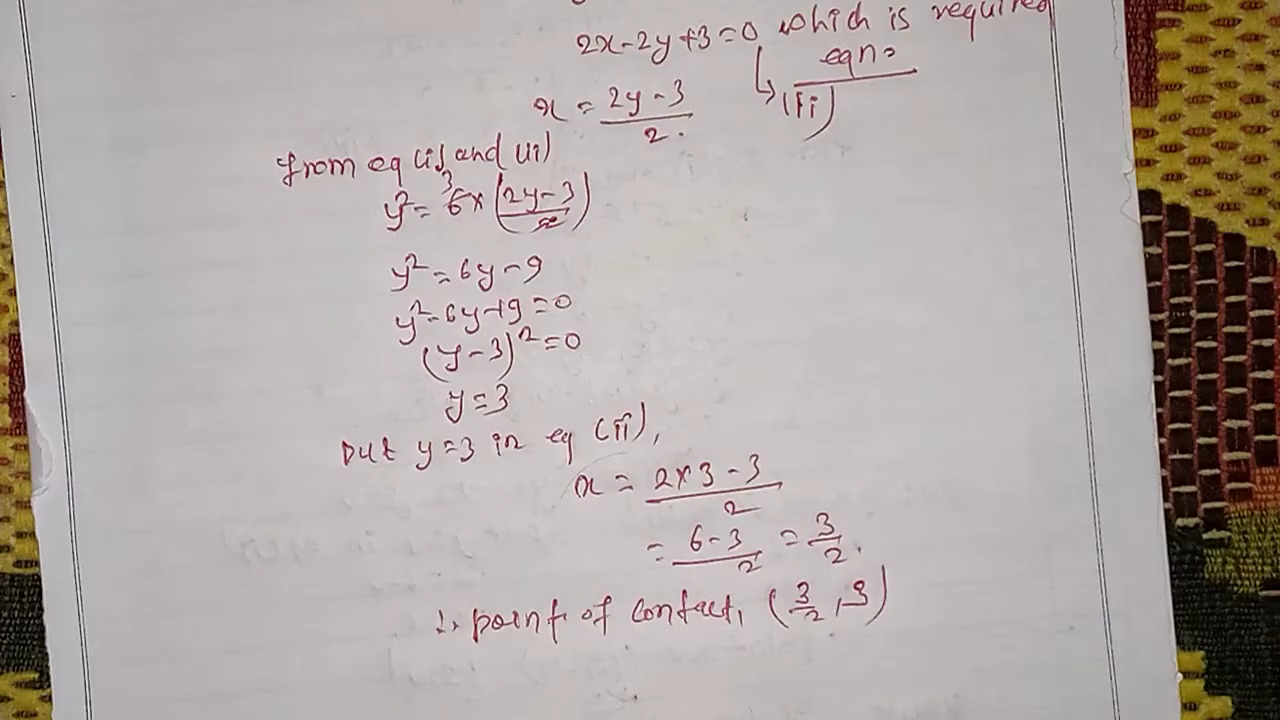 2x-2y+3=0 which is required
eqn=
x = 2y-3/2.
(ii)
from eq (i) and (ii)
y²= 6x(2y-3/2)
3
y²=6y-9
y²-6y+9=0
(y-3)²=0
y=3
put y=3 in eq (ii),
x = 2x3-3/2
= 6-3/2 = 3/2.
∴ point of contact, (3/2, 3)